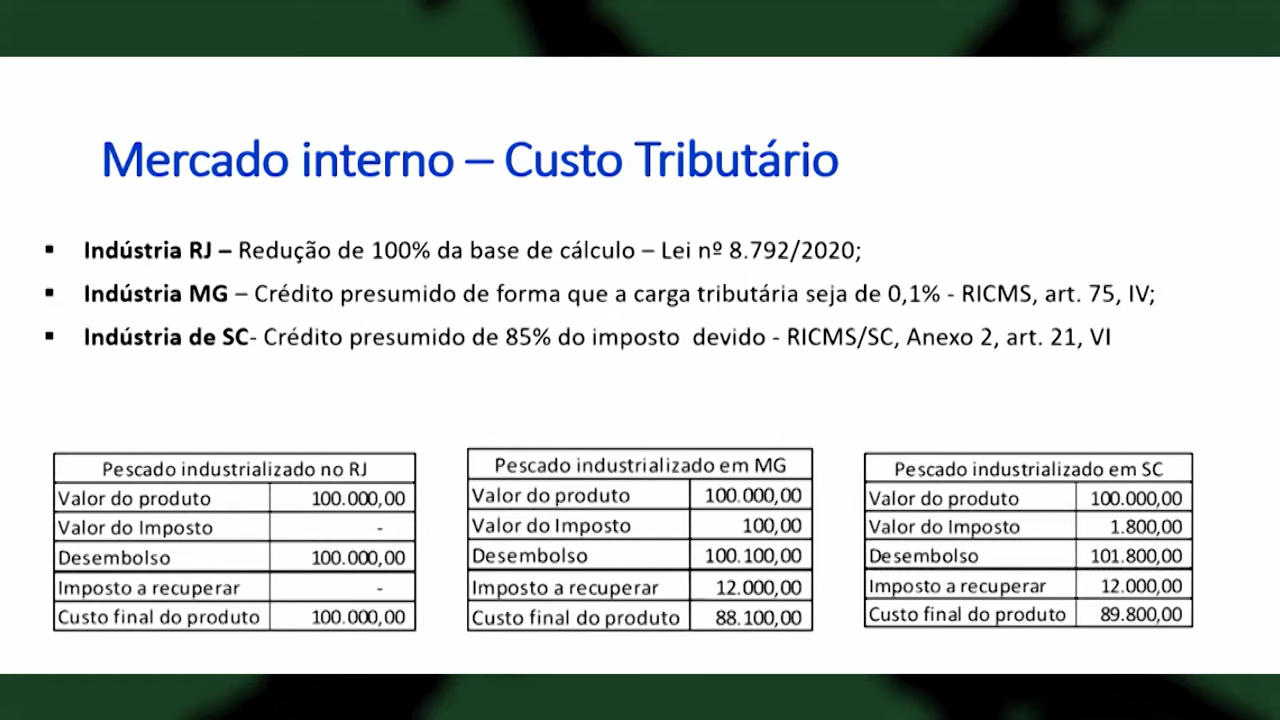 Mercado interno – Custo Tributário
▪ Indústria RJ – Redução de 100% da base de cálculo – Lei nº 8.792/2020;
▪ Indústria MG – Crédito presumido de forma que a carga tributária seja de 0,1% - RICMS, art. 75, IV;
▪ Indústria de SC- Crédito presumido de 85% do imposto devido - RICMS/SC, Anexo 2, art. 21, VI
Pescado industrializado no RJ
Valor do produto 100.000,00
Valor do Imposto -
Desembolso 100.000,00
Imposto a recuperar -
Custo final do produto 100.000,00
Pescado industrializado em MG
Valor do produto 100.000,00
Valor do Imposto 100,00
Desembolso 100.100,00
Imposto a recuperar 12.000,00
Custo final do produto 88.100,00
Pescado industrializado em SC
Valor do produto 100.000,00
Valor do Imposto 1.800,00
Desembolso 101.800,00
Imposto a recuperar 12.000,00
Custo final do produto 89.800,00